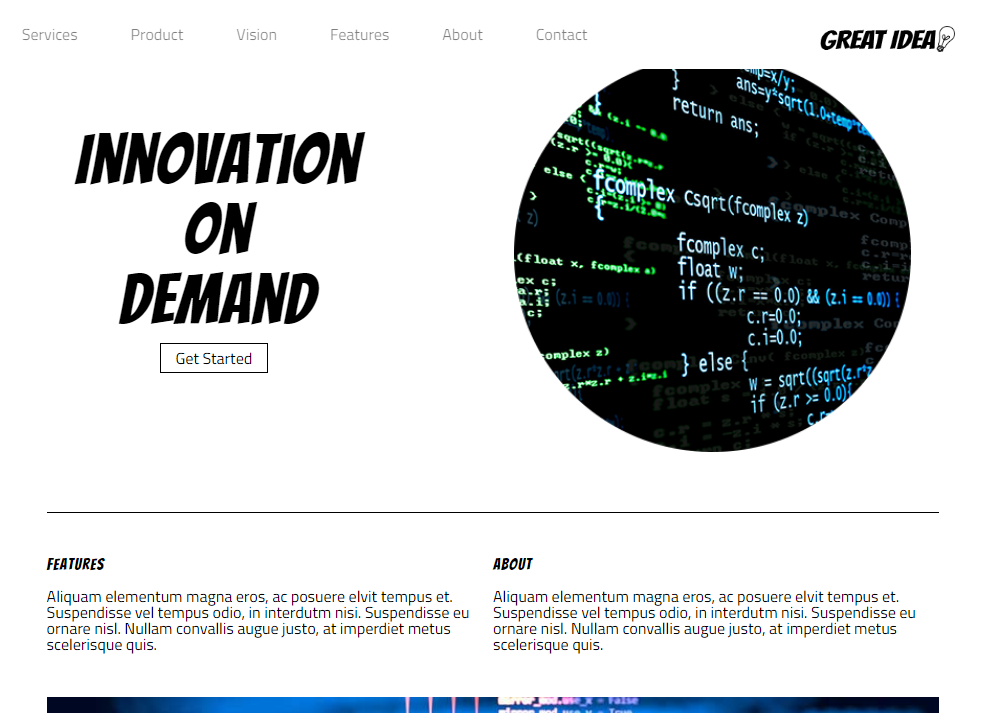 Services Product Vision Features About Contact
GREAT IDEA
INNOVATION
ON
DEMAND
Get Started
}
ans=y*sqrt(1.0+temp*te
return ans;
fcomplex Csqrt(fcomplex z)
{
fcomplex c;
float w;
if ((z.r == 0.0) && (z.i == 0.0)) {
c.r=0.0;
c.i=0.0;
} else {
w = sqrt((sqrt(z.r*z
if (z.r >= 0.0){
FEATURES
Aliquam elementum magna eros, ac posuere elvit tempus et.
Suspendisse vel tempus odio, in interdutm nisi. Suspendisse eu
ornare nisl. Nullam convallis augue justo, at imperdiet metus
scelerisque quis.
ABOUT
Aliquam elementum magna eros, ac posuere elvit tempus et.
Suspendisse vel tempus odio, in interdutm nisi. Suspendisse eu
ornare nisl. Nullam convallis augue justo, at imperdiet metus
scelerisque quis.